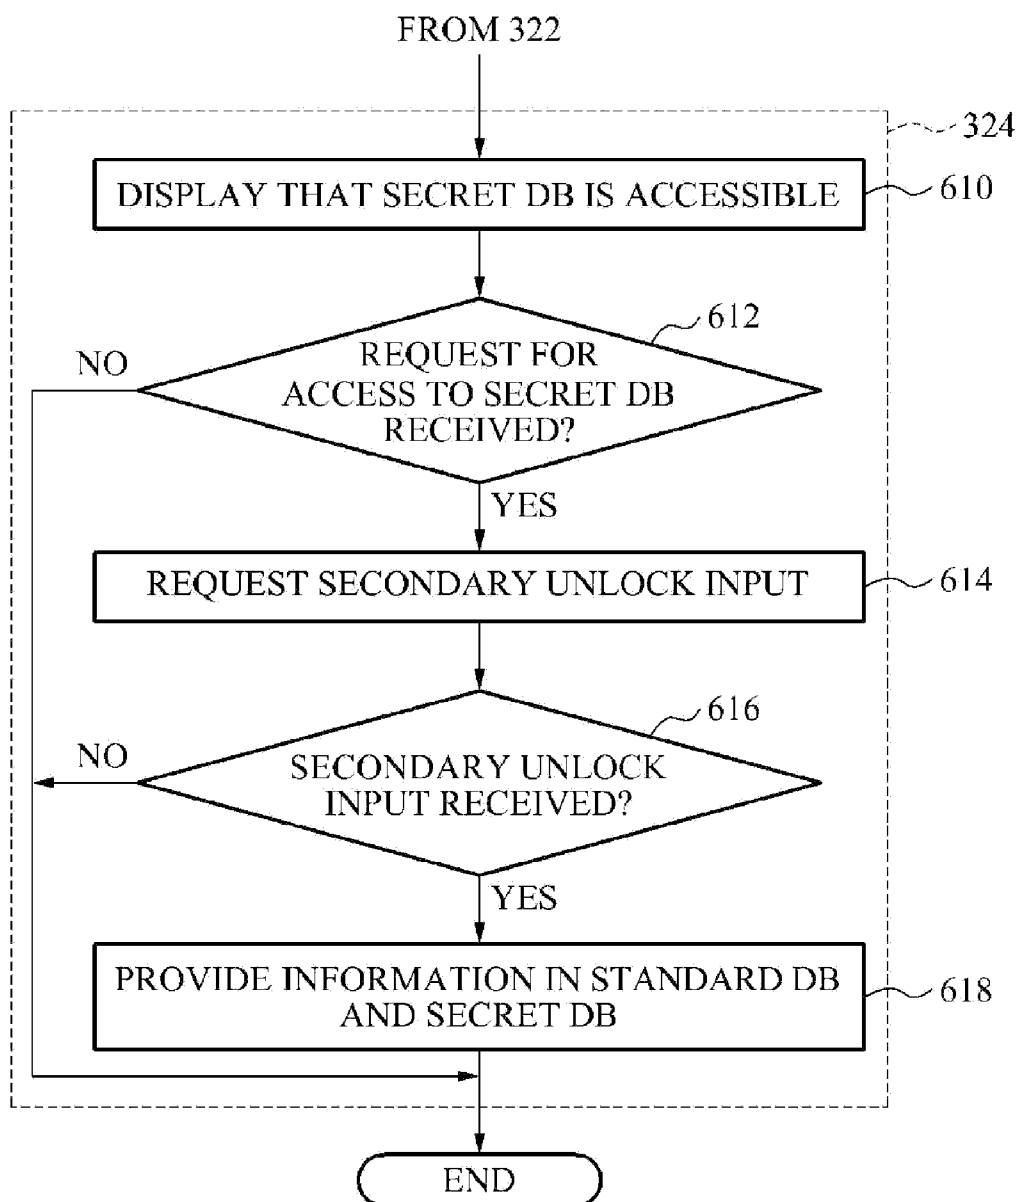 FROM 322
324
DISPLAY THAT SECRET DB IS ACCESSIBLE
610
612
NO
REQUEST FOR
ACCESS TO SECRET DB
RECEIVED?
YES
REQUEST SECONDARY UNLOCK INPUT
614
616
NO
SECONDARY UNLOCK
INPUT RECEIVED?
YES
PROVIDE INFORMATION IN STANDARD DB
AND SECRET DB
618
END